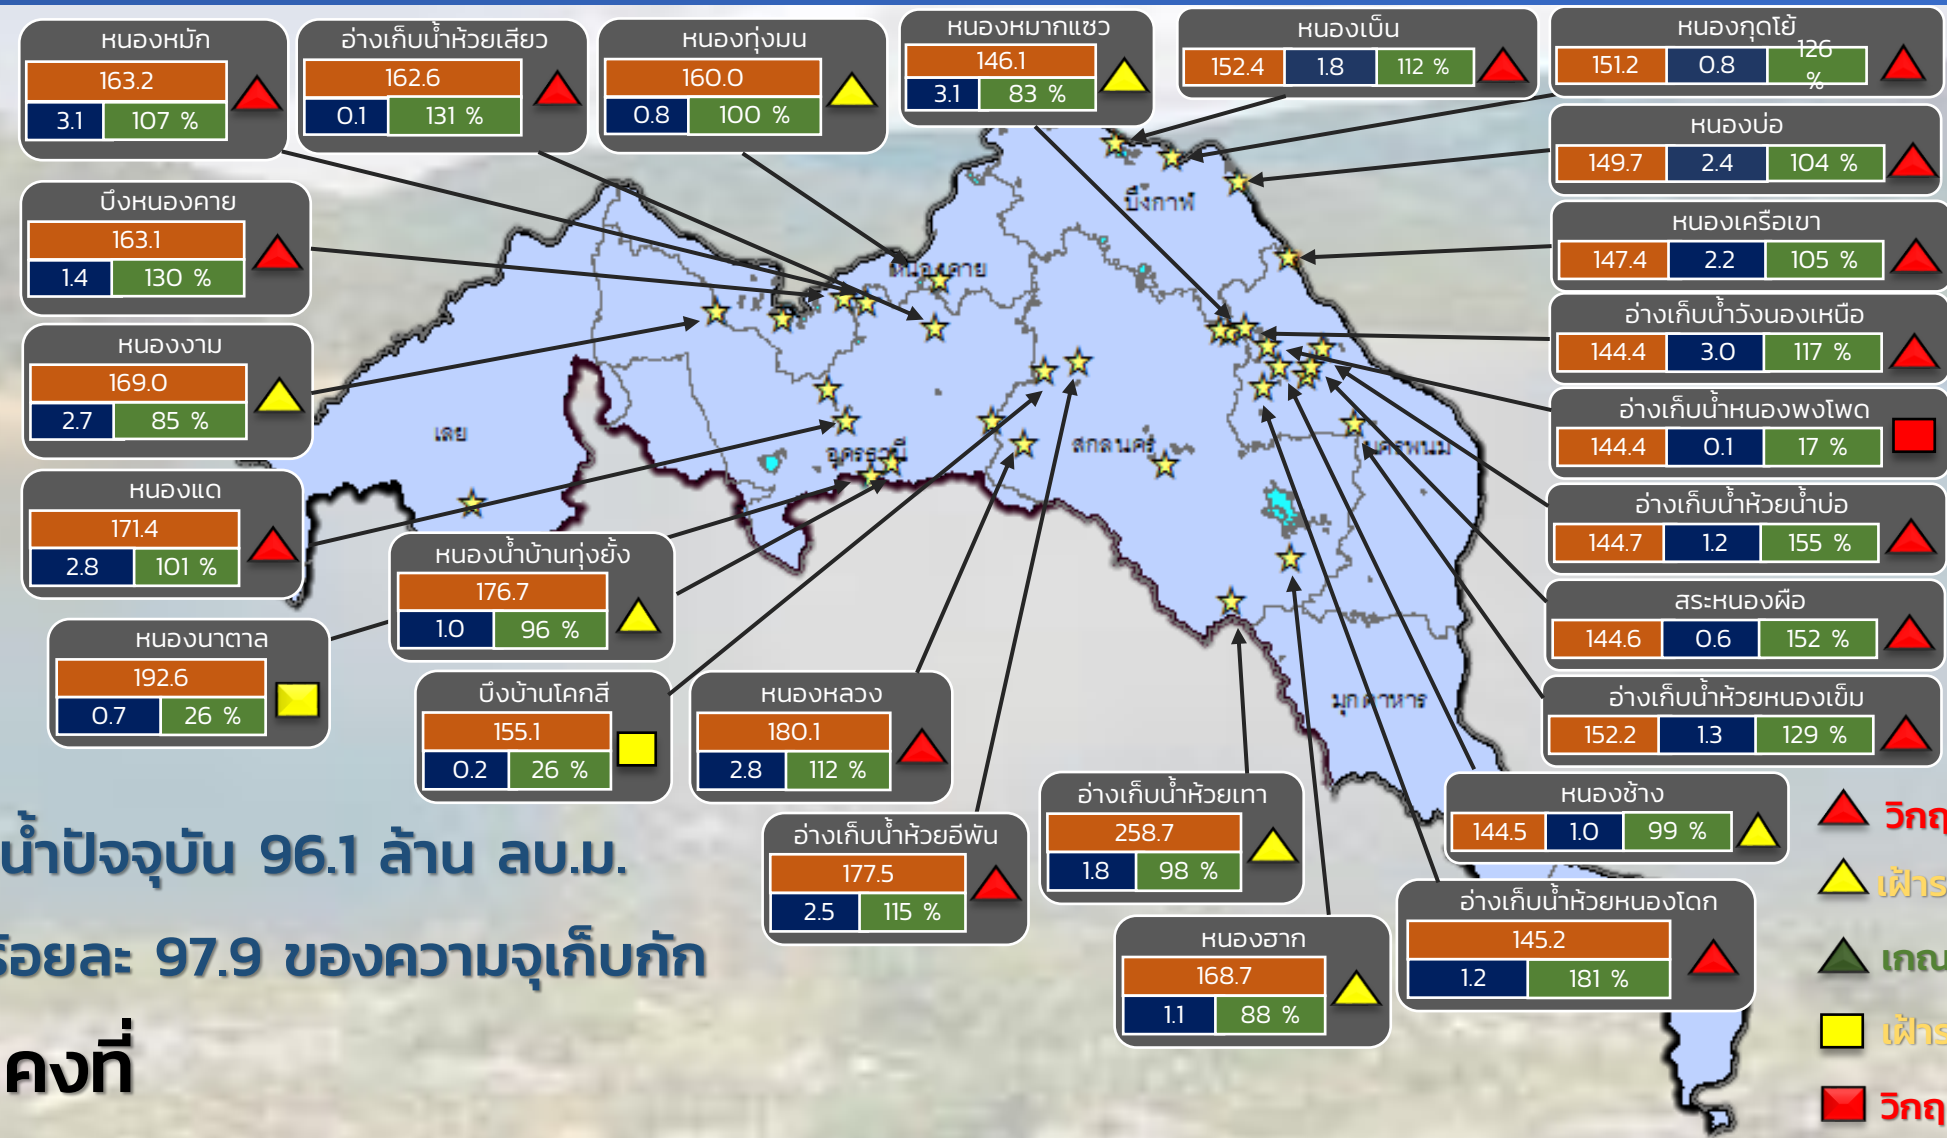 หนองหมัก
163.2
3.1 107 %
อ่างเก็บน้ำห้วยเสียว
162.6
0.1 131 %
หนองทุ่งมน
160.0
0.8 100 %
หนองหมากแซว
146.1
3.1 83 %
หนองเบ็น
152.4 1.8 112 %
หนองกุดโย้
151.2 0.8 126 %
หนองบ่อ
149.7 2.4 104 %
บึงหนองคาย
163.1
1.4 130 %
หนองเครือเขา
147.4 2.2 105 %
อ่างเก็บน้ำวังนองเหนือ
144.4 3.0 117 %
หนองงาม
169.0
2.7 85 %
อ่างเก็บน้ำหนองพงโพด
144.4 0.1 17 %
หนองแด
171.4
2.8 101 %
อ่างเก็บน้ำห้วยน้ำบ่อ
144.7 1.2 155 %
หนองน้ำบ้านทุ่งยั้ง
176.7
1.0 96 %
สระหนองผือ
144.6 0.6 152 %
หนองนาตาล
192.6
0.7 26 %
บึงบ้านโคกสี
155.1
0.2 26 %
หนองหลวง
180.1
2.8 112 %
อ่างเก็บน้ำห้วยหนองเข็ม
152.2 1.3 129 %
อ่างเก็บน้ำห้วยอีพัน
177.5
2.5 115 %
อ่างเก็บน้ำห้วยเทา
258.7
1.8 98 %
หนองช้าง
144.5 1.0 99 %
หนองฮาก
168.7
1.1 88 %
อ่างเก็บน้ำห้วยหนองโดก
145.2
1.2 181 %
บึงกาฬ
หนองคาย
เลย
อุดรธานี
สกลนคร
นครพนม
มุกดาหาร
น้ำปัจจุบัน 96.1 ล้าน ลบ.ม.
ร้อยละ 97.9 ของความจุเก็บกัก
คงที่
วิกฤ
เฝ้าร
เกณ
เฝ้าร
วิกฤ